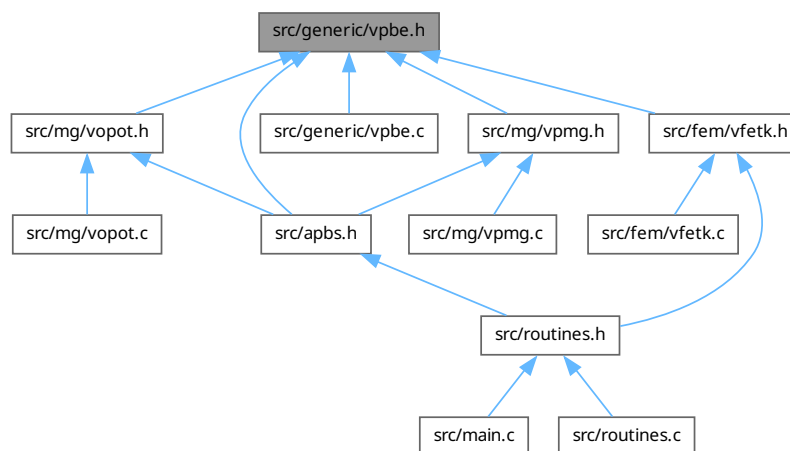 src/generic/vpbe.h
src/mg/vopot.h
src/generic/vpbe.c
src/mg/vpmg.h
src/fem/vfetk.h
src/mg/vopot.c
src/apbs.h
src/mg/vpmg.c
src/fem/vfetk.c
src/routines.h
src/main.c
src/routines.c